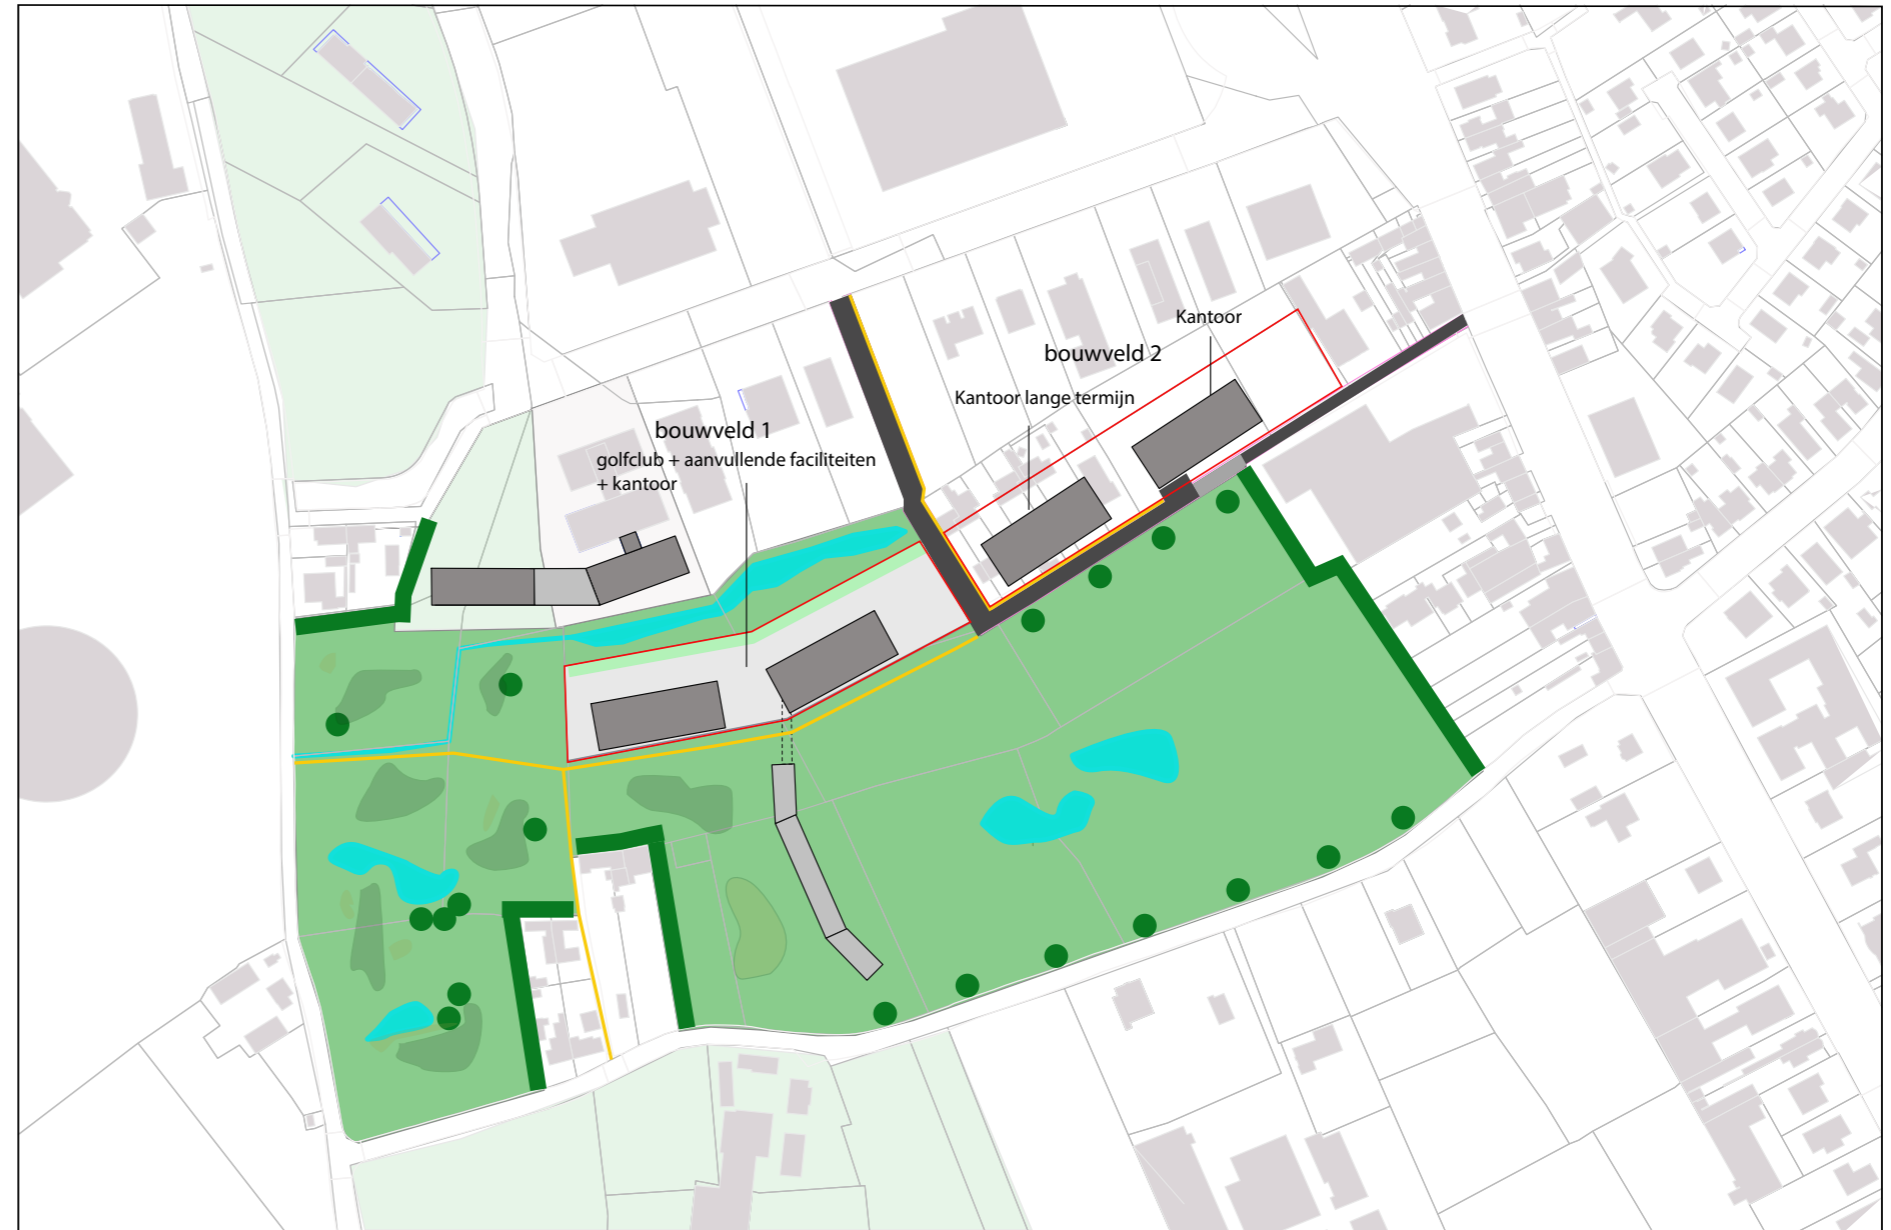 Kantoor
bouwveld 2
Kantoor lange termijn
bouwveld 1
golfclub + aanvullende faciliteiten
+ kantoor